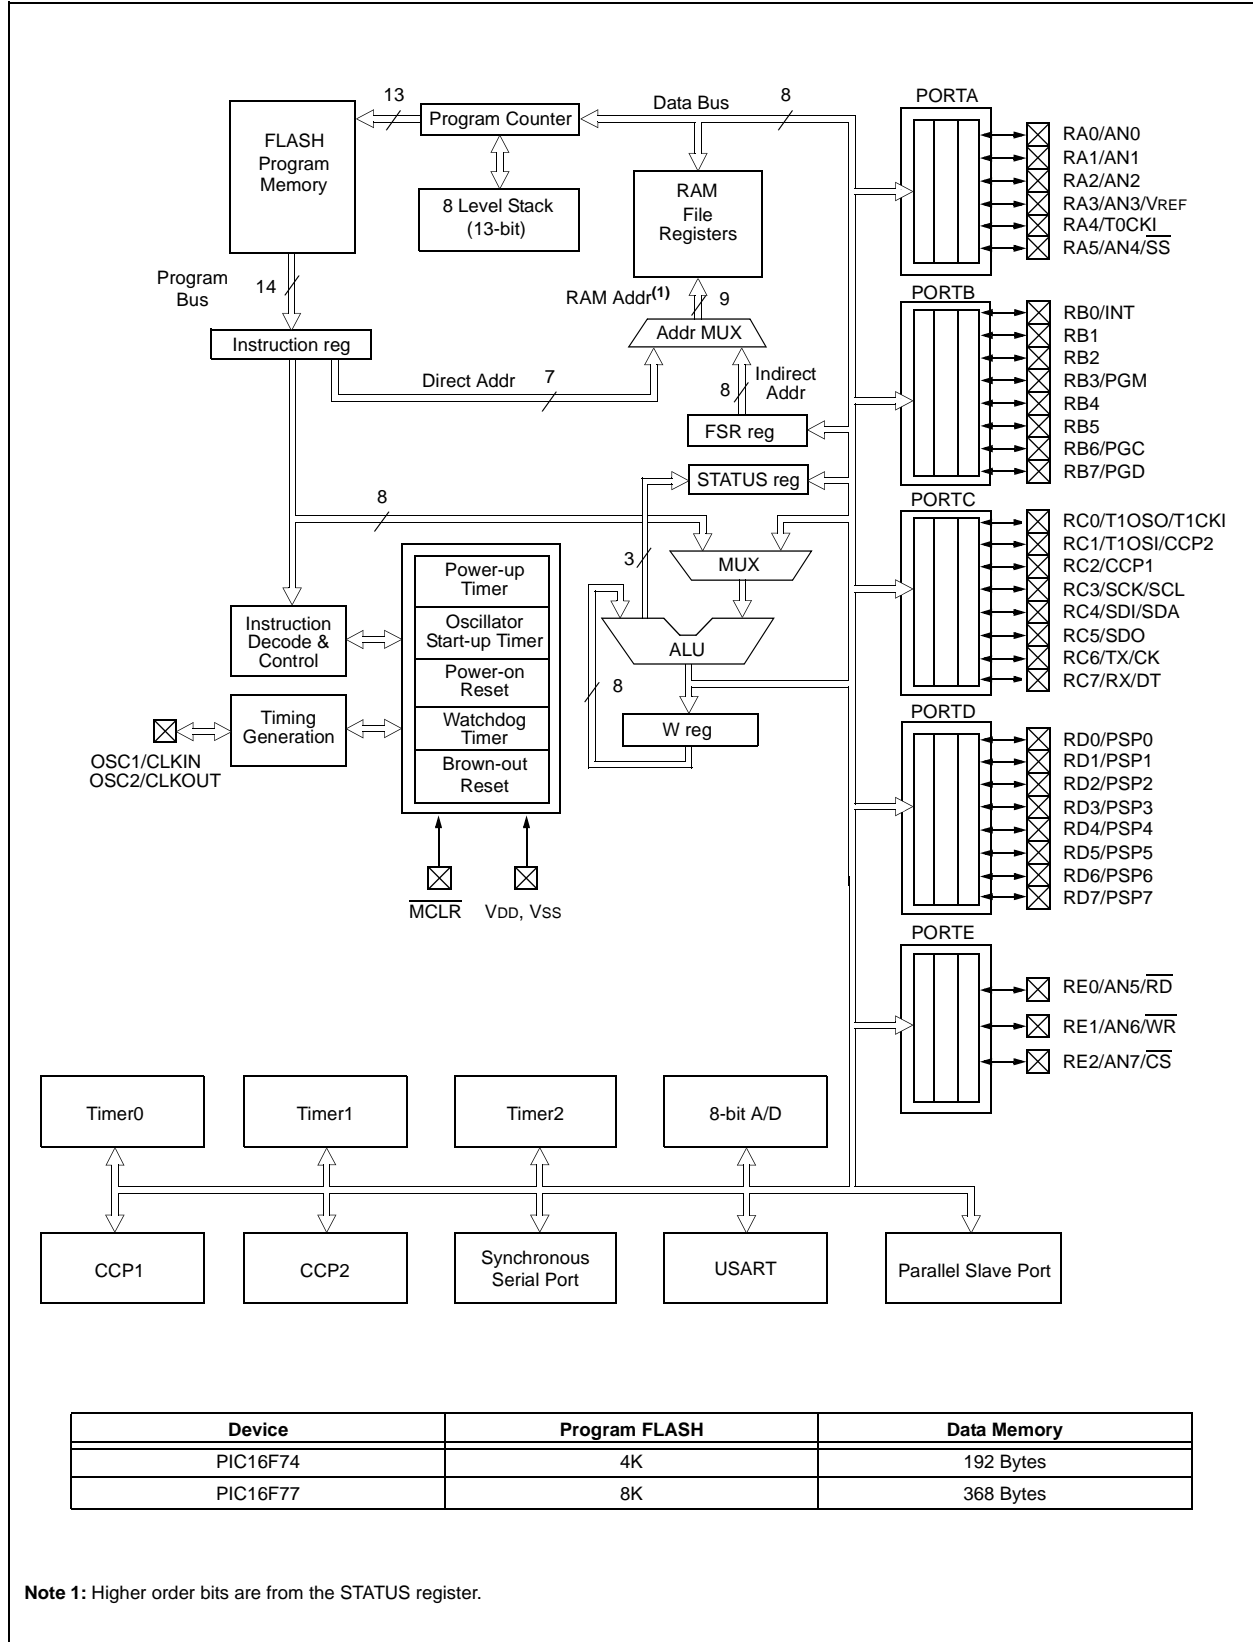 13
Program Counter
Data Bus
8
PORTA
FLASH
Program
Memory
8 Level Stack
(13-bit)
RAM
File
Registers
RA0/AN0
RA1/AN1
RA2/AN2
RA3/AN3/VREF
RA4/T0CKI
RA5/AN4/SS
Program
Bus
14
RAM Addr(1)
9
PORTB
Instruction reg
Addr MUX
Direct Addr
7
8
Indirect
Addr
FSR reg
RB0/INT
RB1
RB2
RB3/PGM
RB4
RB5
RB6/PGC
RB7/PGD
STATUS reg
8
3
MUX
PORTC
RC0/T1OSO/T1CKI
RC1/T1OSI/CCP2
RC2/CCP1
RC3/SCK/SCL
RC4/SDI/SDA
RC5/SDO
RC6/TX/CK
RC7/RX/DT
Power-up
Timer
Oscillator
Start-up Timer
Power-on
Reset
Watchdog
Timer
Brown-out
Reset
Instruction
Decode &
Control
ALU
8
W reg
Timing
Generation
OSC1/CLKIN
OSC2/CLKOUT
MCLR
VDD, VSS
PORTD
RD0/PSP0
RD1/PSP1
RD2/PSP2
RD3/PSP3
RD4/PSP4
RD5/PSP5
RD6/PSP6
RD7/PSP7
PORTE
RE0/AN5/RD
RE1/AN6/WR
RE2/AN7/CS
Timer0
Timer1
Timer2
8-bit A/D
CCP1
CCP2
Synchronous
Serial Port
USART
Parallel Slave Port
Device Program FLASH Data Memory
PIC16F74 4K 192 Bytes
PIC16F77 8K 368 Bytes
Note 1: Higher order bits are from the STATUS register.